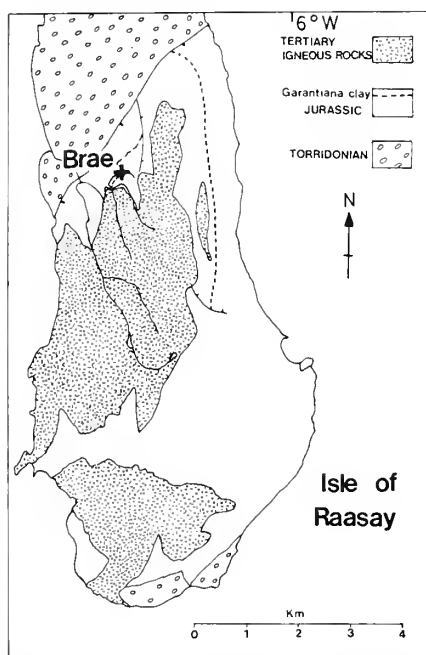 6° W
TERTIARY
IGNEOUS ROCKS
Garantiana clay
JURASSIC
TORRIDONIAN
Brae
N
Isle of
Raasay
Km
0 1 2 3 4